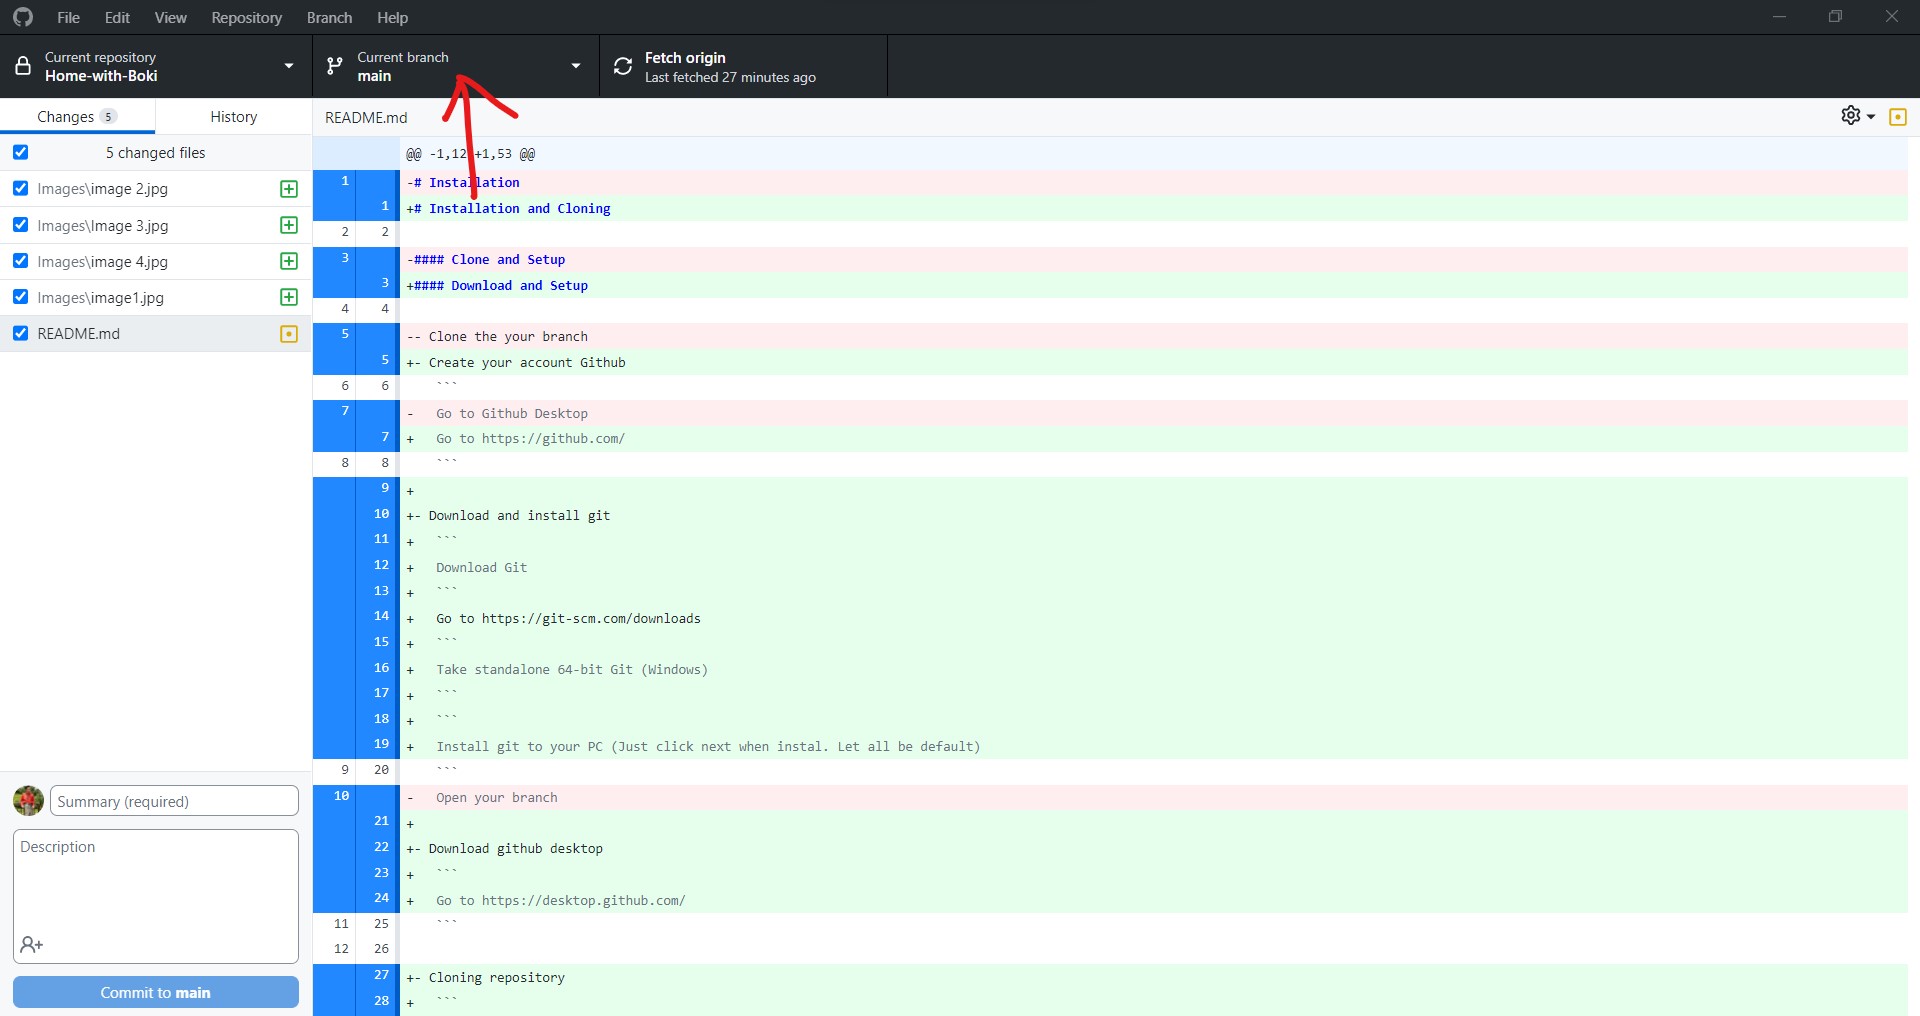 File Edit View Repository Branch Help
Current repository
Home-with-Boki
Current branch
main
Fetch origin
Last fetched 27 minutes ago
Changes 5
History
README.md
5 changed files
Images\image 2.jpg
Images\Image 3.jpg
Images\image 4.jpg
Images\image1.jpg
README.md
Summary (required)
Description
Commit to main
@@ -1,12 +1,53 @@
1 -# Installation
1 +# Installation and Cloning
2 2
3 -#### Clone and Setup
3 +#### Download and Setup
4 4
5 -- Clone the your branch
5 +- Create your account Github
6 6 ```
7 - Go to Github Desktop
7 + Go to https://github.com/
8 8 ```
9 +
10 +- Download and install git
11 + ```
12 + Download Git
13 + ```
14 + Go to https://git-scm.com/downloads
15 + ```
16 + Take standalone 64-bit Git (Windows)
17 + ```
18 + ```
19 + Install git to your PC (Just click next when instal. Let all be default)
9 20 ```
10 - Open your branch
21 +
22 +- Download github desktop
23 + ```
24 + Go to https://desktop.github.com/
11 25 ```
12 26
27 +- Cloning repository
28 + ```